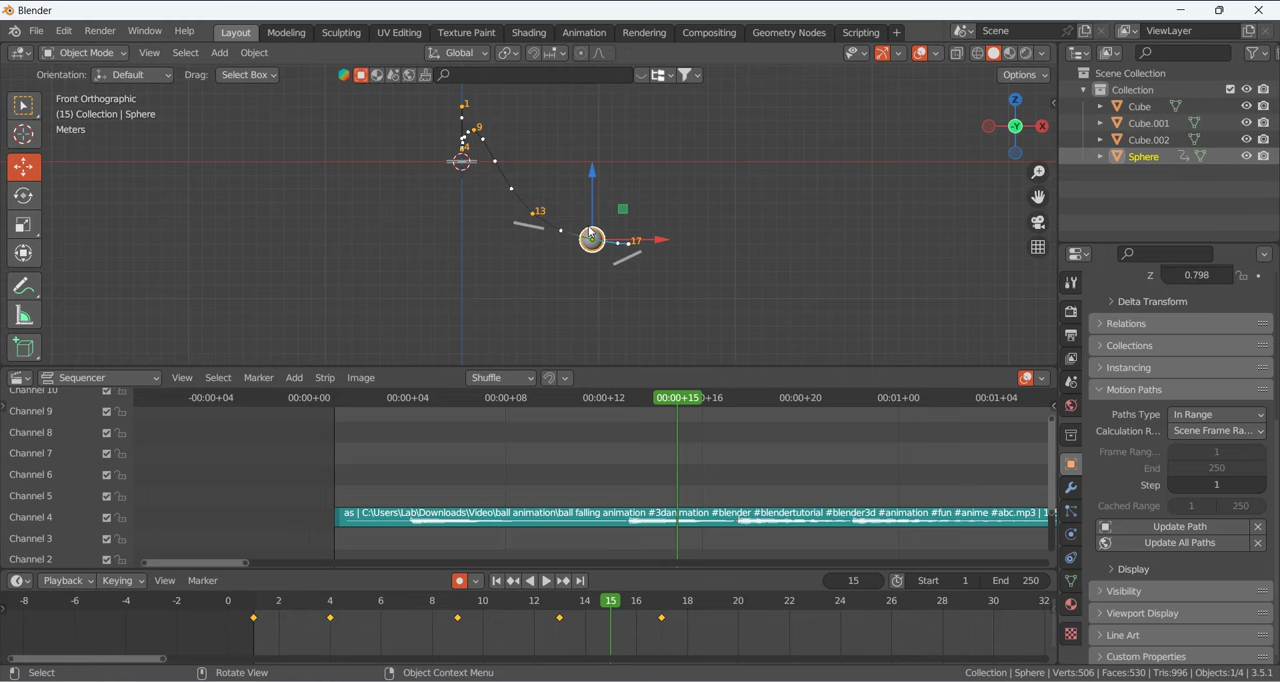 Blender
File Edit Render Window Help Layout Modeling Sculpting UV Editing Texture Paint Shading Animation Rendering Compositing Geometry Nodes Scripting + Scene ViewLayer
Object Mode View Select Add Object Global
Orientation: Default Drag: Select Box Options
Front Orthographic
(15) Collection | Sphere
Meters
1
9
4
13
17
Z
X
-Y
Scene Collection
Collection
Cube
Cube.001
Cube.002
Sphere
Z 0.798
Delta Transform
Relations
Collections
Instancing
Motion Paths
Paths Type In Range
Calculation R... Scene Frame Ra...
Frame Rang... 1
End 250
Step 1
Cached Range 1 250
Update Path
Update All Paths
Display
Visibility
Viewport Display
Line Art
Custom Properties
Sequencer View Select Marker Add Strip Image Shuffle
-00:00+04 00:00+00 00:00+04 00:00+08 00:00+12 00:00+15 +16 00:00+20 00:01+00 00:01+04
Channel 10
Channel 9
Channel 8
Channel 7
Channel 6
Channel 5
Channel 4
Channel 3
Channel 2
as | C:\Users\Lab\Downloads\Video\ball animation\ball falling animation #3danimation #blender #blendertutorial #blender3d #animation #fun #anime #abc.mp3 |
Playback Keying View Marker 15 Start 1 End 250
-8 -6 -4 -2 0 2 4 6 8 10 12 14 15 16 18 20 22 24 26 28 30 32
Select Rotate View Object Context Menu Collection | Sphere | Verts:506 | Faces:530 | Tris:996 | Objects:1/4 | 3.5.1